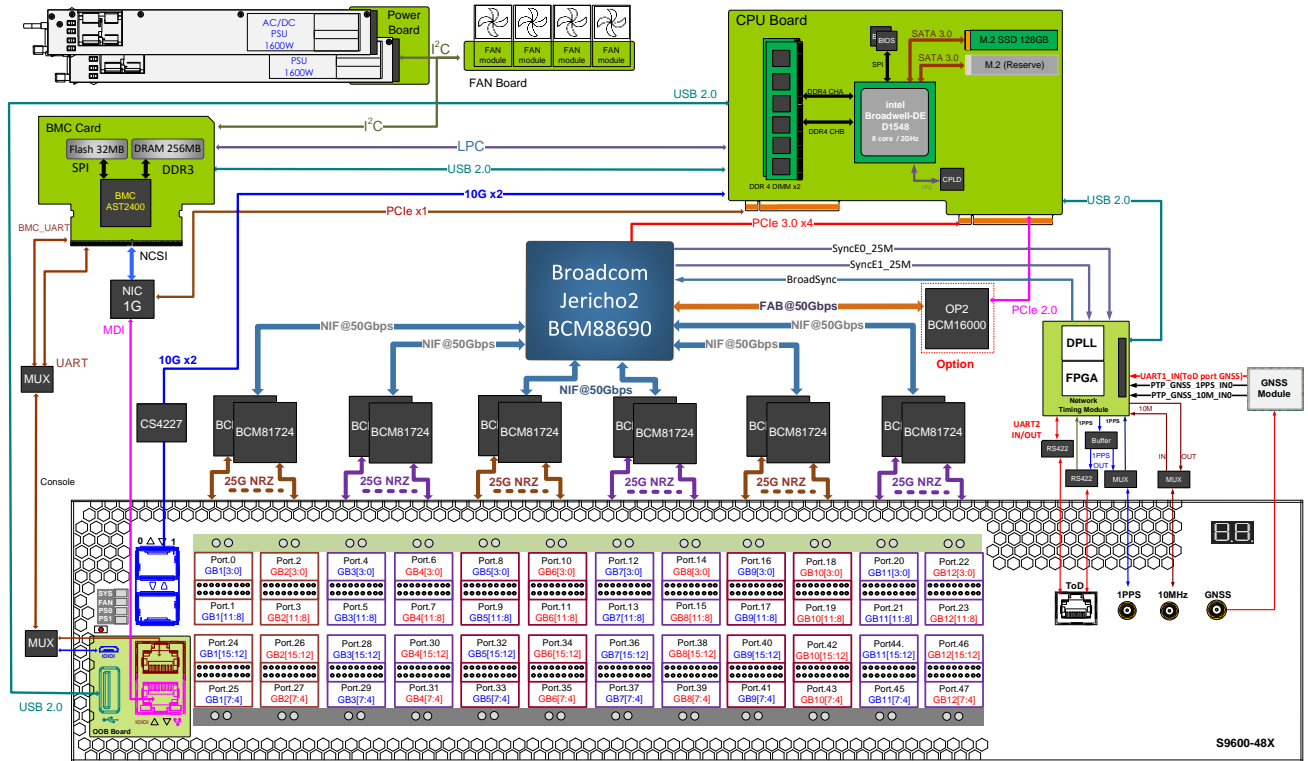 AC/DC
PSU
1600W
PSU
1600W
Power
Board
I²C
FAN
module
FAN
module
FAN
module
FAN
module
FAN Board
CPU Board
BIOS
SPI
SATA 3.0
M.2 SSD 128GB
SATA 3.0
M.2 (Reserve)
DDR4 CHA
DDR4 CHB
intel
Broadwell-DE
D1548
8 core / 2GHz
LPC
CPLD
DDR 4 DIMM x2
USB 2.0
I²C
LPC
USB 2.0
10G x2
PCIe x1
PCIe 3.0 x4
USB 2.0
PCIe 2.0
BMC Card
Flash 32MB
DRAM 256MB
SPI
DDR3
BMC
AST2400
BMC_UART
NCSI
NIC
1G
MDI
UART
MUX
10G x2
CS4227
Console
Broadcom
Jericho2
BCM88690
SyncE0_25M
SyncE1_25M
BroadSync
FAB@50Gbps
OP2
BCM16000
Option
NIF@50Gbps
NIF@50Gbps
NIF@50Gbps
NIF@50Gbps
NIF@50Gbps
DPLL
FPGA
Network
Timing Module
UART1_IN(ToD port GNSS)
PTP_GNSS_1PPS_IN0
PTP_GNSS_10M_IN0
GNSS
Module
10M
UART2
IN/OUT
1PPS
1PPS
RS422
Buffer
1PPS
OUT
RS422
MUX
IN
OUT
MUX
BCM81724
BCM81724
BCM81724
BCM81724
BCM81724
BCM81724
25G NRZ
25G NRZ
25G NRZ
25G NRZ
25G NRZ
25G NRZ
0
1
SYS
FAN
PS0
PS1
MUX
USB 2.0
IOIOI
IOIOI
OOB Board
Port.0
GB1[3:0]
Port.2
GB2[3:0]
Port.4
GB3[3:0]
Port.6
GB4[3:0]
Port.8
GB5[3:0]
Port.10
GB6[3:0]
Port.12
GB7[3:0]
Port.14
GB8[3:0]
Port.16
GB9[3:0]
Port.18
GB10[3:0]
Port.20
GB11[3:0]
Port.22
GB12[3:0]
Port.1
GB1[11:8]
Port.3
GB2[11:8]
Port.5
GB3[11:8]
Port.7
GB4[11:8]
Port.9
GB5[11:8]
Port.11
GB6[11:8]
Port.13
GB7[11:8]
Port.15
GB8[11:8]
Port.17
GB9[11:8]
Port.19
GB10[11:8]
Port.21
GB11[11:8]
Port.23
GB12[11:8]
Port.24
GB1[15:12]
Port.26
GB2[15:12]
Port.28
GB3[15:12]
Port.30
GB4[15:12]
Port.32
GB5[15:12]
Port.34
GB6[15:12]
Port.36
GB7[15:12]
Port.38
GB8[15:12]
Port.40
GB9[15:12]
Port.42
GB10[15:12]
Port44.
GB11[15:12]
Port.46
GB12[15:12]
Port.25
GB1[7:4]
Port.27
GB2[7:4]
Port.29
GB3[7:4]
Port.31
GB4[7:4]
Port.33
GB5[7:4]
Port.35
GB6[7:4]
Port.37
GB7[7:4]
Port.39
GB8[7:4]
Port.41
GB9[7:4]
Port.43
GB10[7:4]
Port.45
GB11[7:4]
Port.47
GB12[7:4]
8.8.
ToD
1PPS
10MHz
GNSS
S9600-48X